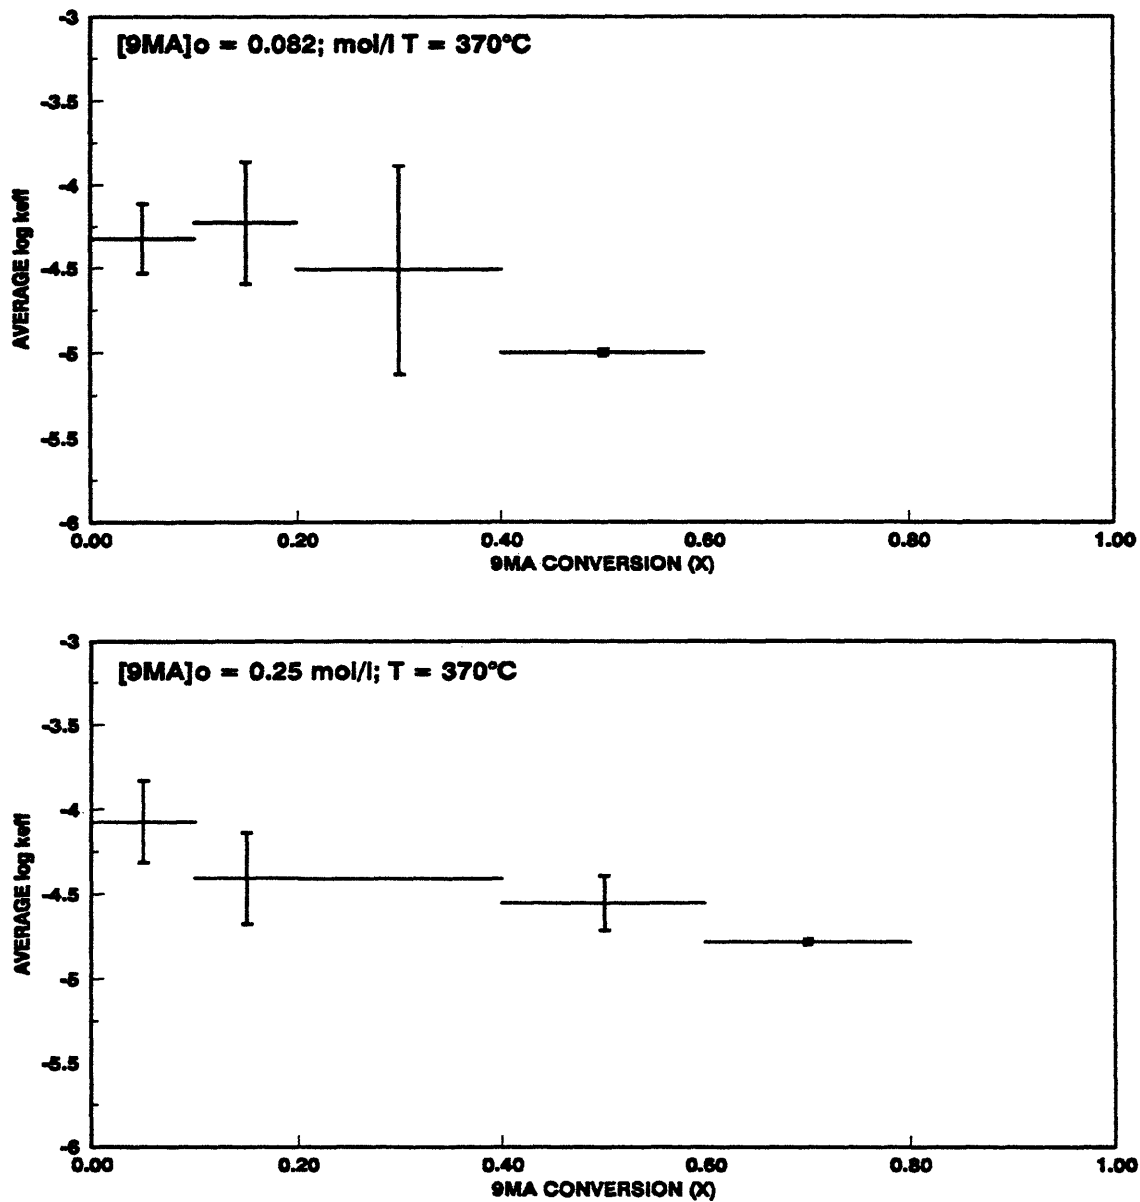 [9MA]o = 0.082; mol/l T = 370°C
-3
-3.5
-4
-4.5
-5
-5.5
-6
AVERAGE log keff
0.00 0.20 0.40 0.60 0.80 1.00
9MA CONVERSION (X)
[9MA]o = 0.25 mol/l; T = 370°C
-3
-3.5
-4
-4.5
-5
-5.5
-6
AVERAGE log keff
0.00 0.20 0.40 0.60 0.80 1.00
9MA CONVERSION (X)